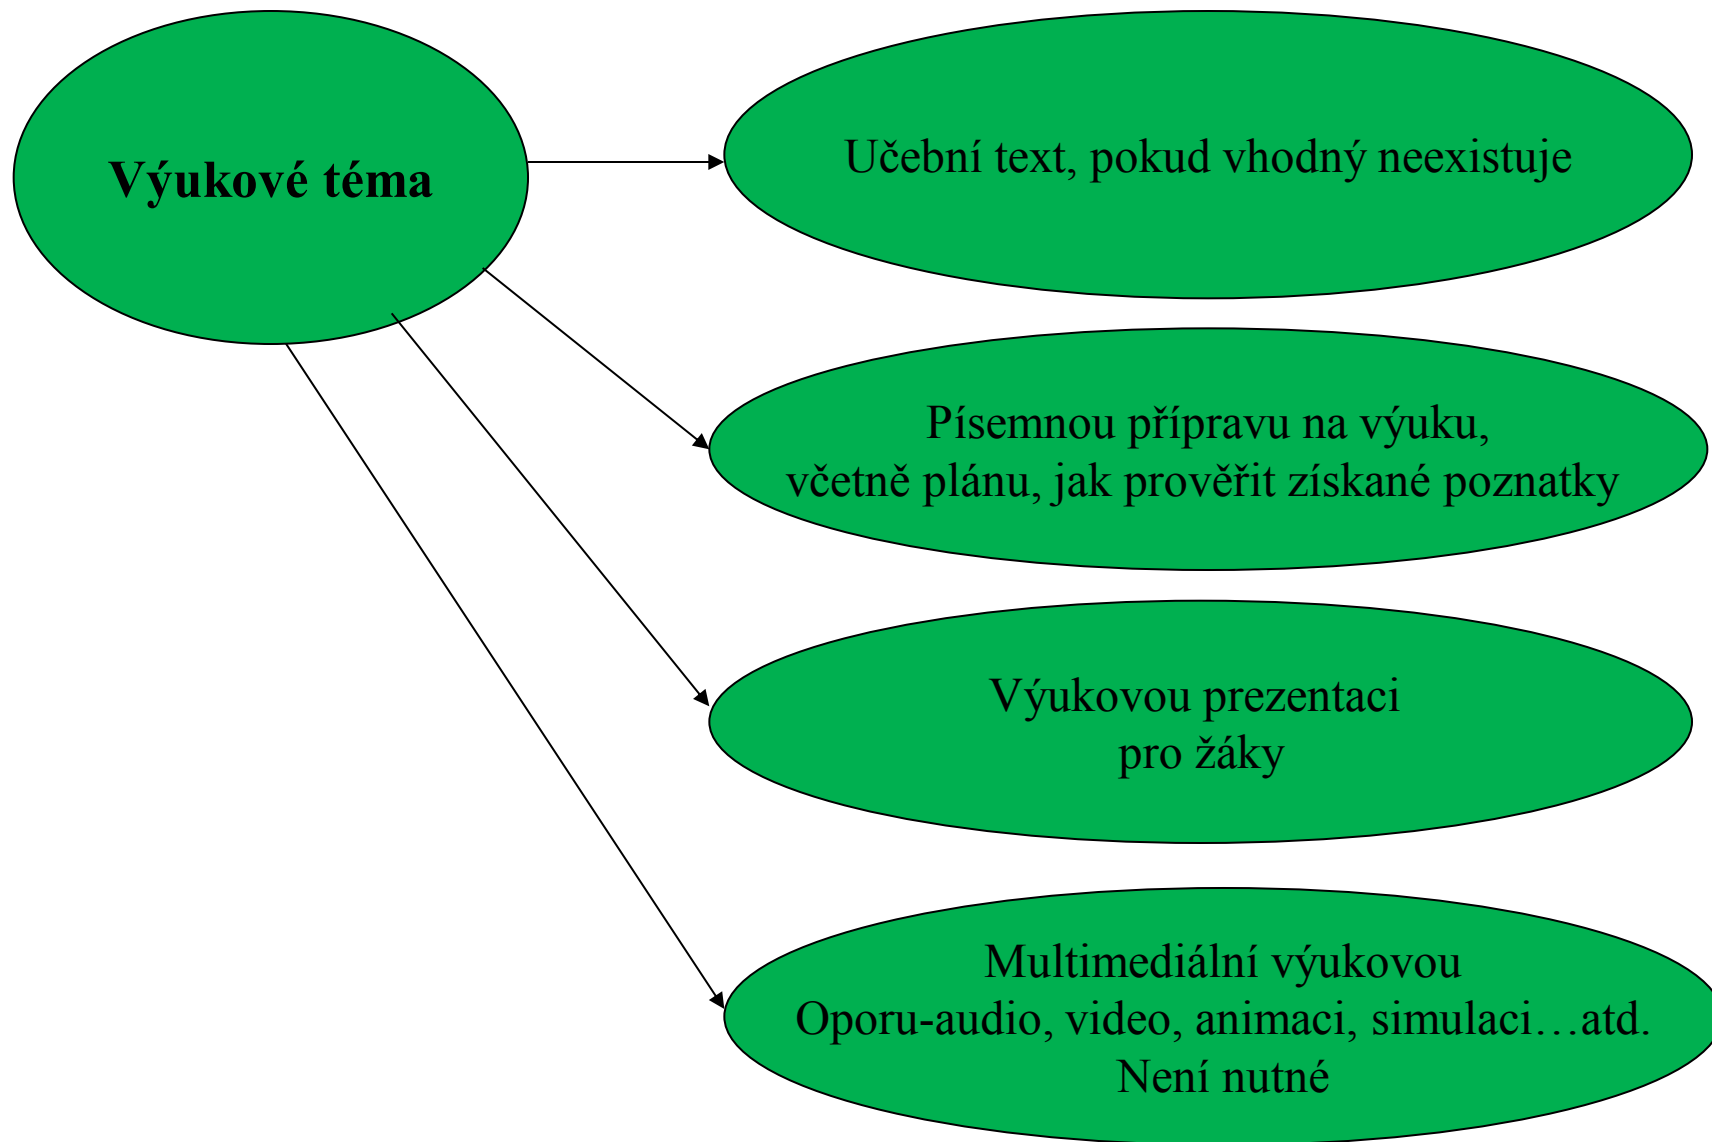 Výukové téma
Učební text, pokud vhodný neexistuje
Písemnou přípravu na výuku,
včetně plánu, jak prověřit získané poznatky
Výukovou prezentaci
pro žáky
Multimediální výukovou
Oporu-audio, video, animaci, simulaci…atd.
Není nutné